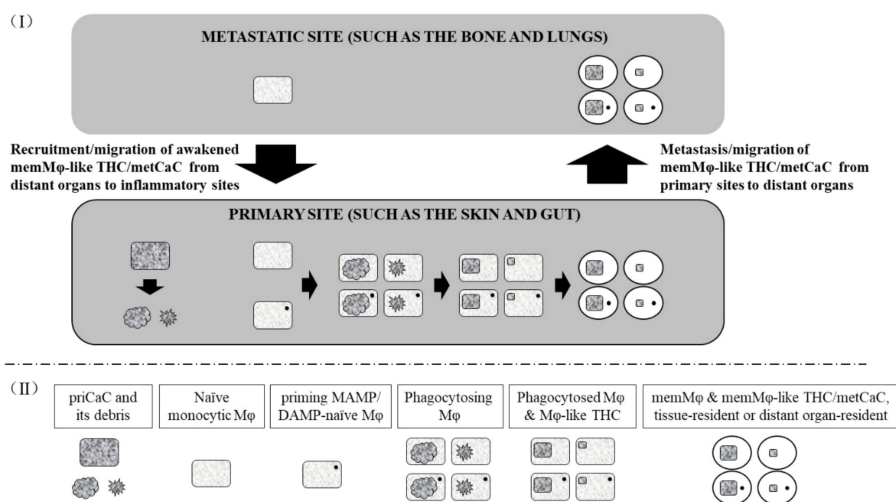 (I)
METASTATIC SITE (SUCH AS THE BONE AND LUNGS)
Recruitment/migration of awakened
memMφ-like THC/metCaC from
distant organs to inflammatory sites
Metastasis/migration of
memMφ-like THC/metCaC from
primary sites to distant organs
PRIMARY SITE (SUCH AS THE SKIN AND GUT)
(II)
priCaC and
its debris
Naïve
monocytic Mφ
priming MAMP/
DAMP-naïve Mφ
Phagocytosing
Mφ
Phagocytosed Mφ
& Mφ-like THC
memMφ & memMφ-like THC/metCaC,
tissue-resident or distant organ-resident